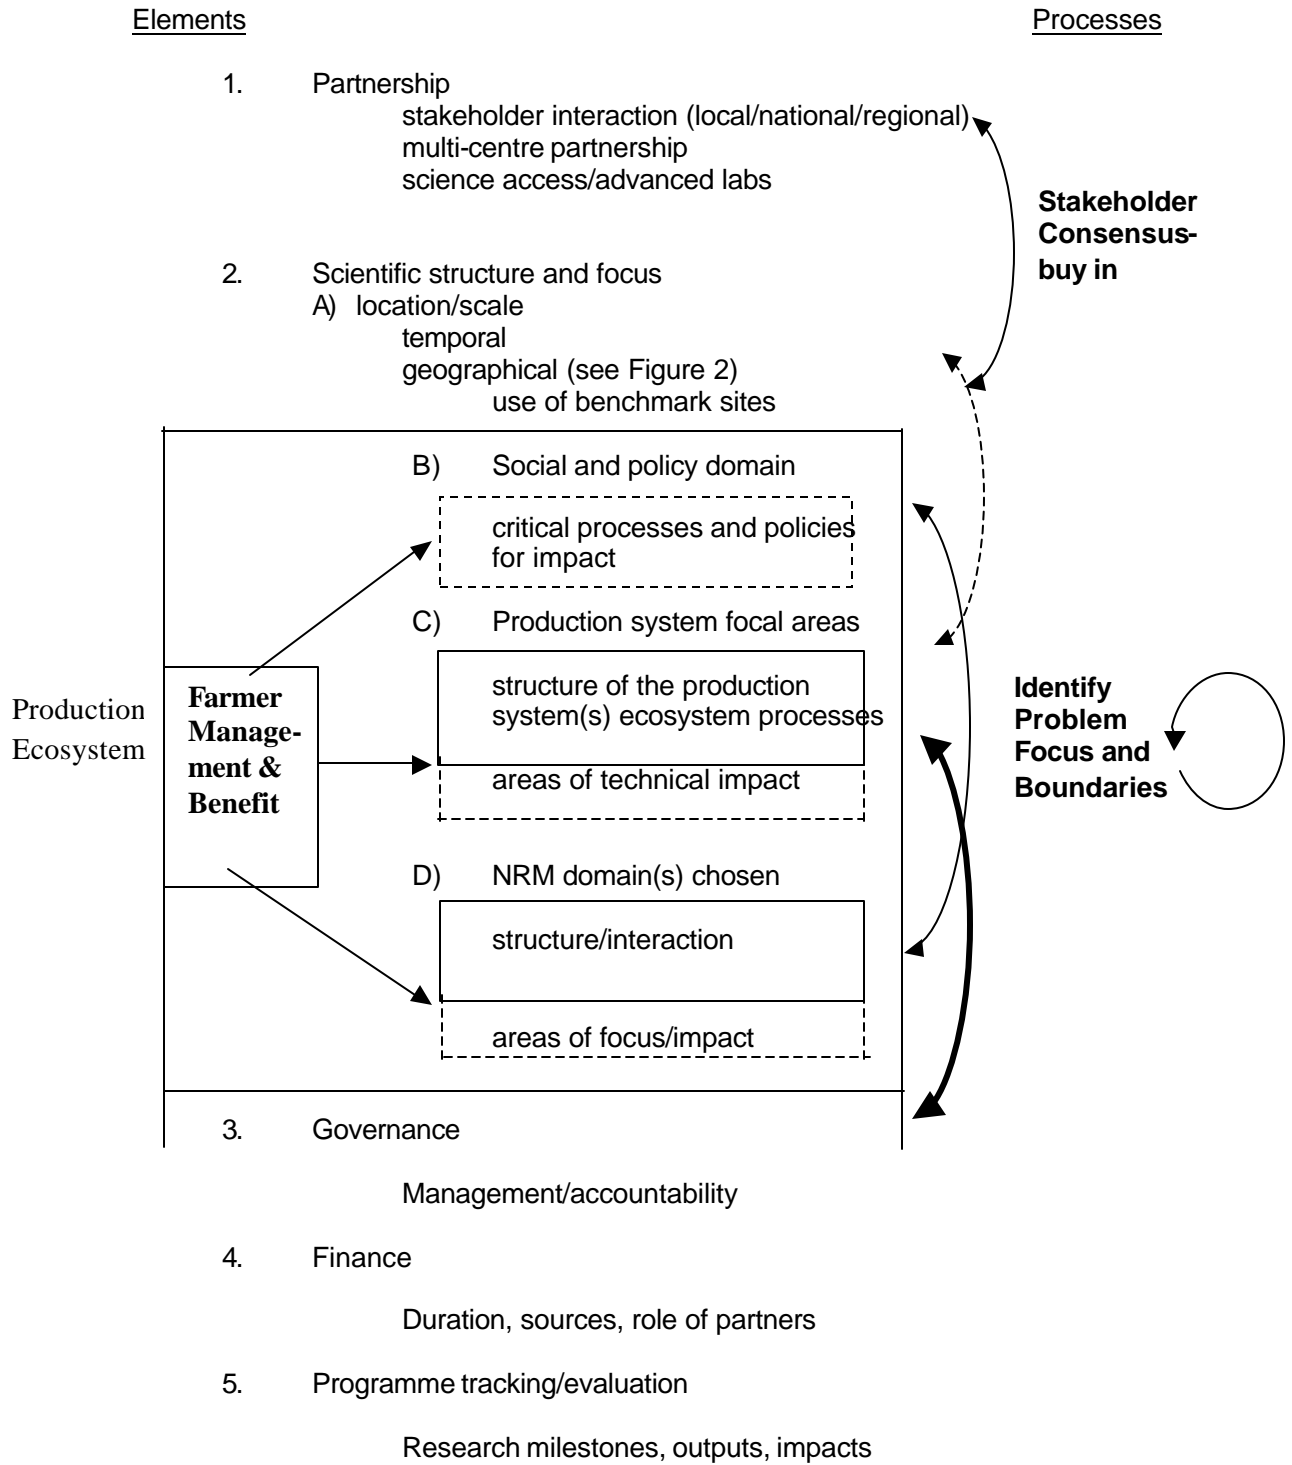 Elements
Processes
1. Partnership
stakeholder interaction (local/national/regional)
multi-centre partnership
science access/advanced labs
Stakeholder
Consensus-
buy in
2. Scientific structure and focus
A) location/scale
temporal
geographical (see Figure 2)
use of benchmark sites
B) Social and policy domain
critical processes and policies
for impact
C) Production system focal areas
structure of the production
system(s) ecosystem processes
areas of technical impact
Production
Ecosystem
Farmer
Manage-
ment &
Benefit
Identify
Problem
Focus and
Boundaries
D) NRM domain(s) chosen
structure/interaction
areas of focus/impact
3. Governance
Management/accountability
4. Finance
Duration, sources, role of partners
5. Programme tracking/evaluation
Research milestones, outputs, impacts